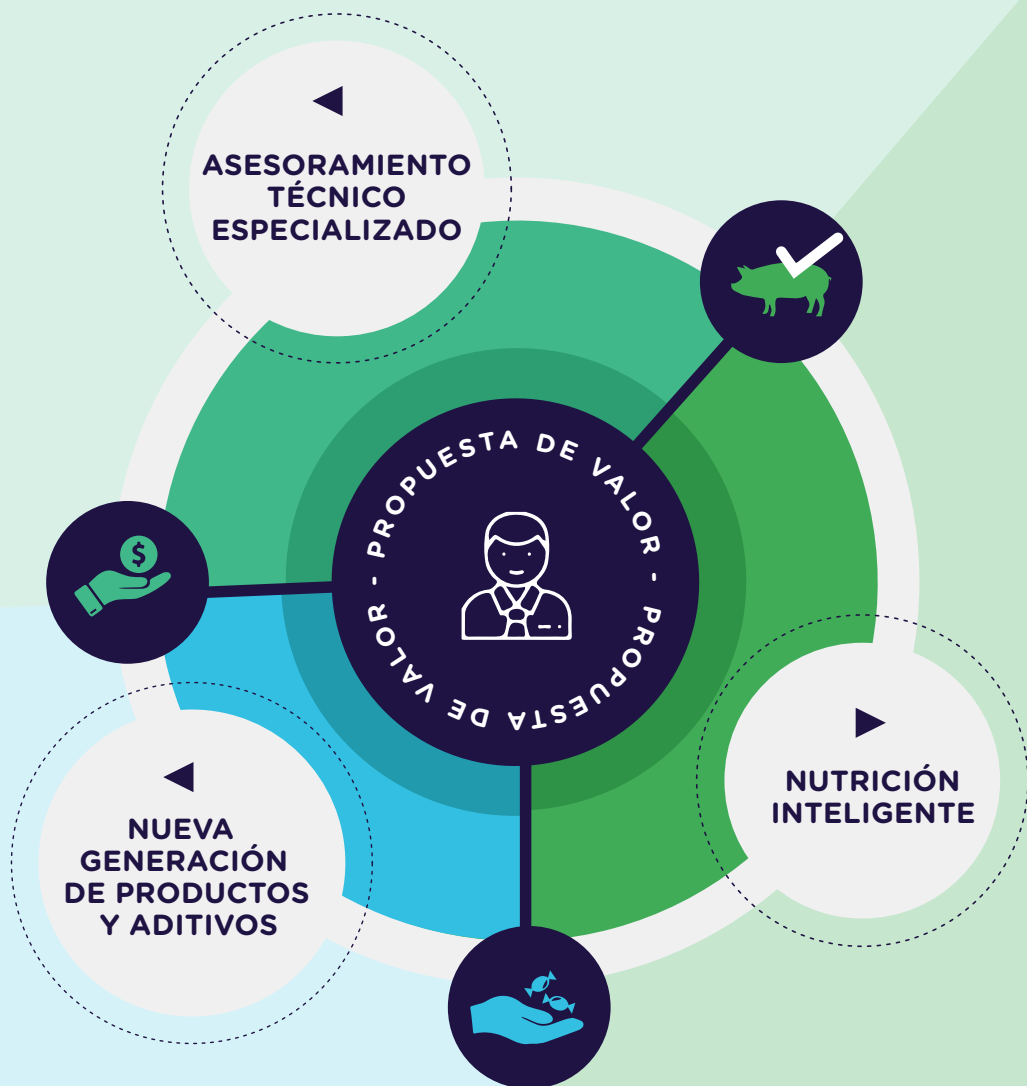 ASESORAMIENTO
TÉCNICO
ESPECIALIZADO
PROPUESTA DE VALOR - PROPUESTA DE VALOR -
$
NUTRICIÓN
INTELIGENTE
NUEVA
GENERACIÓN
DE PRODUCTOS
Y ADITIVOS